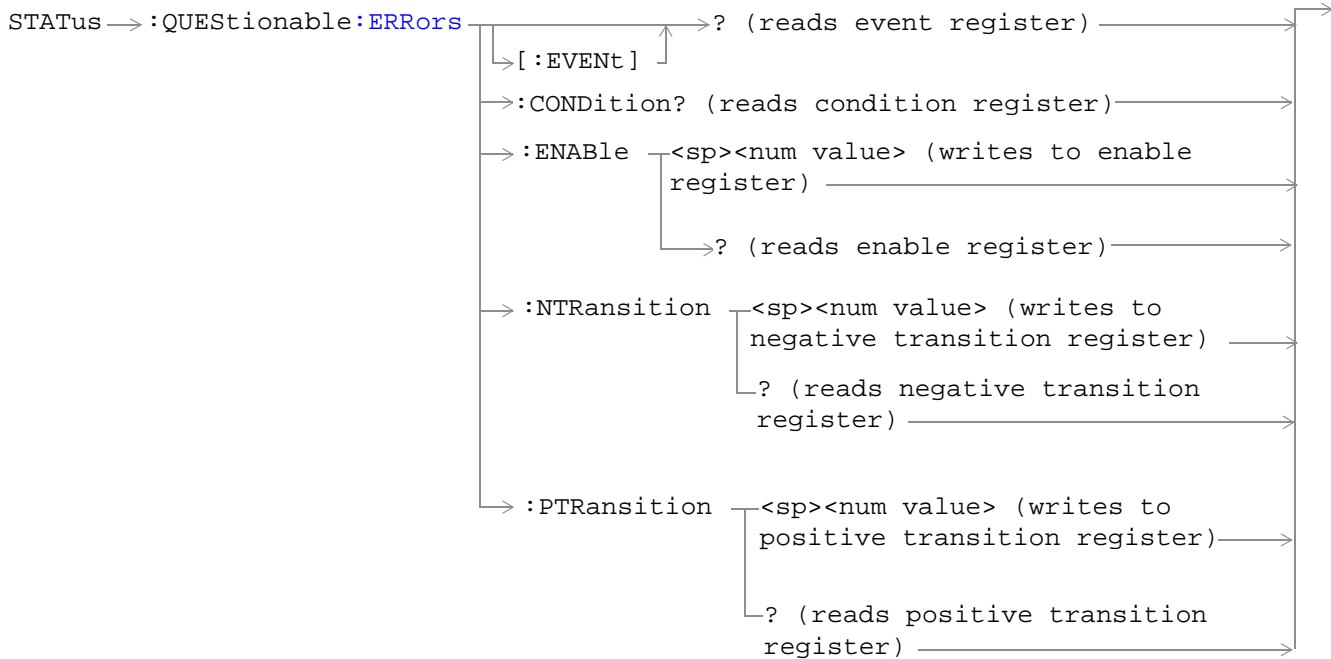 STATus :QUEStionable:ERRors ? (reads event register)
[:EVENt]
:CONDition? (reads condition register)
:ENABle <sp><num value> (writes to enable
register)
? (reads enable register)
:NTRansition <sp><num value> (writes to
negative transition register)
? (reads negative transition
register)
:PTRansition <sp><num value> (writes to
positive transition register)
? (reads positive transition
register)